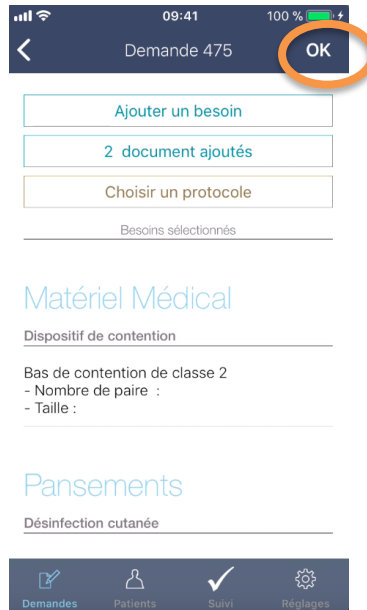 09:41
100 %
Demande 475
OK
Ajouter un besoin
2 document ajoutés
Choisir un protocole
Besoins sélectionnés
Matériel Médical
Dispositif de contention
Bas de contention de classe 2
- Nombre de paire :
- Taille :
Pansements
Désinfection cutanée
Demandes
Patients
Suivi
Réglages